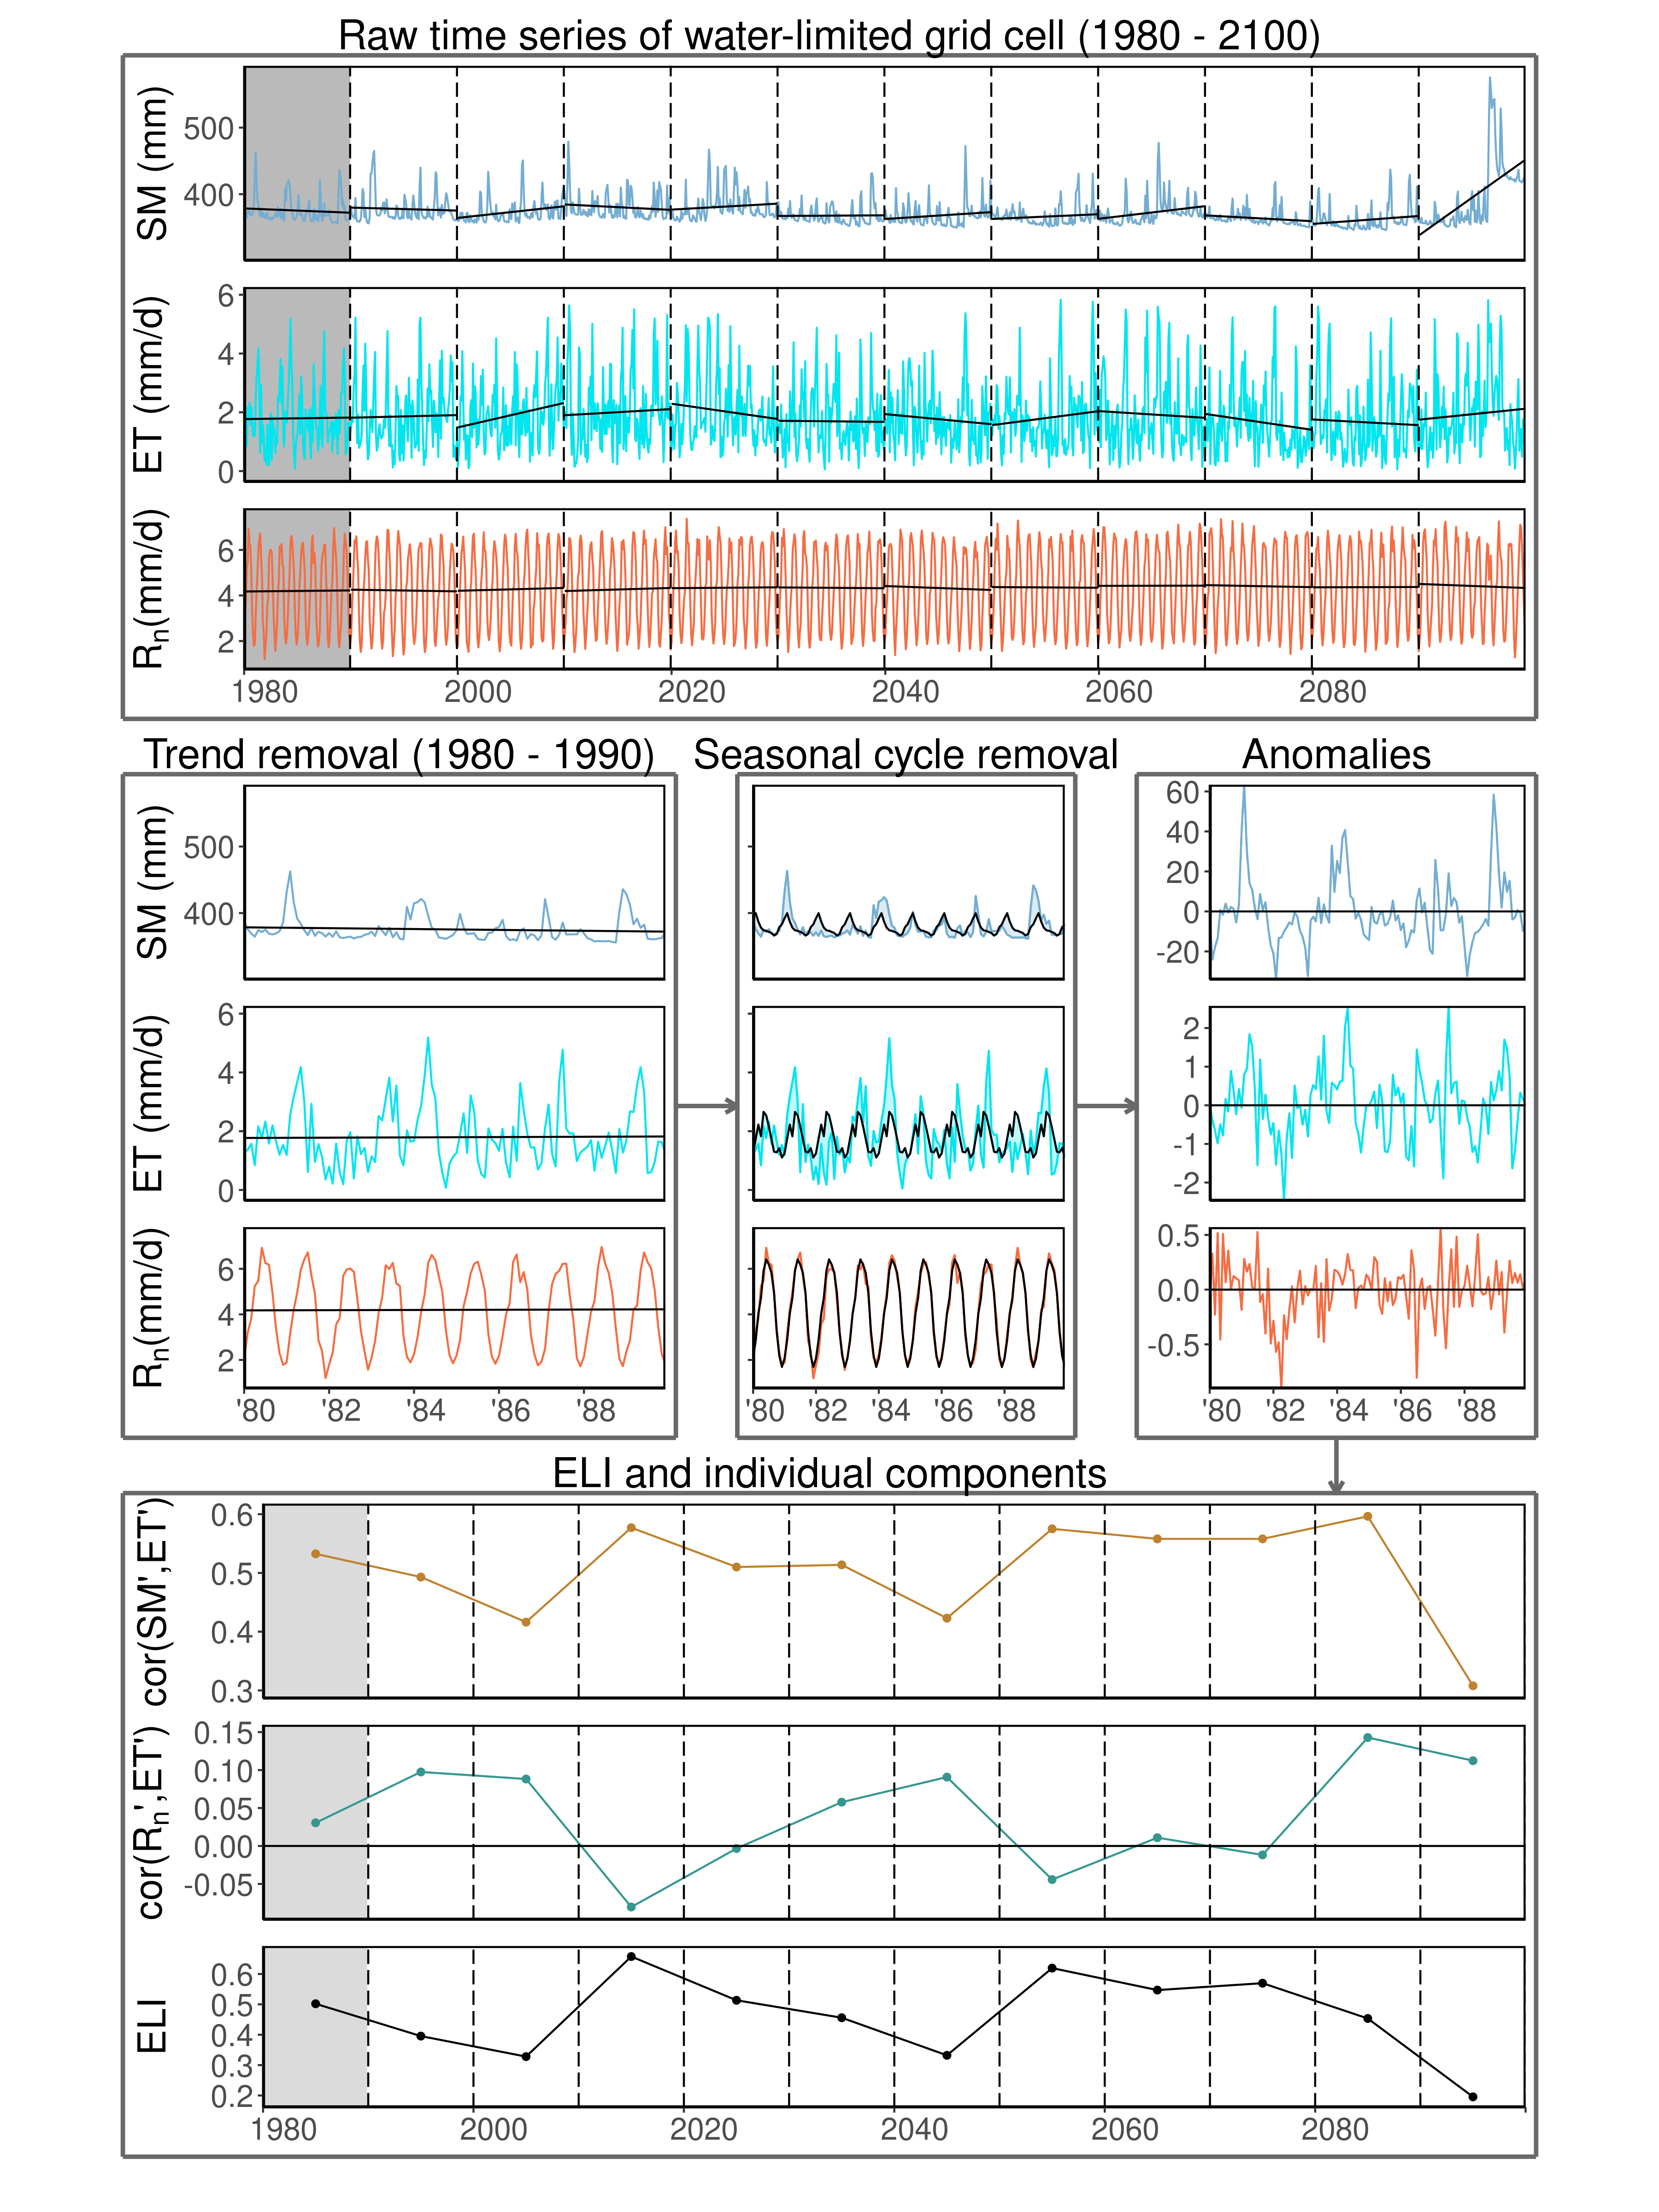 Raw time series of water-limited grid cell (1980 - 2100)
SM (mm)
500
400
ET (mm/d)
6
4
2
0
Rn(mm/d)
6
4
2
1980 2000 2020 2040 2060 2080
Trend removal (1980 - 1990)
SM (mm)
500
400
ET (mm/d)
6
4
2
0
Rn(mm/d)
6
4
2
'80 '82 '84 '86 '88
Seasonal cycle removal
'80 '82 '84 '86 '88
Anomalies
60
40
20
0
-20
2
1
0
-1
-2
0.5
0.0
-0.5
'80 '82 '84 '86 '88
ELI and individual components
cor(SM',ET')
0.6
0.5
0.4
0.3
cor(Rn',ET')
0.15
0.10
0.05
0.00
-0.05
ELI
0.6
0.5
0.4
0.3
0.2
1980 2000 2020 2040 2060 2080